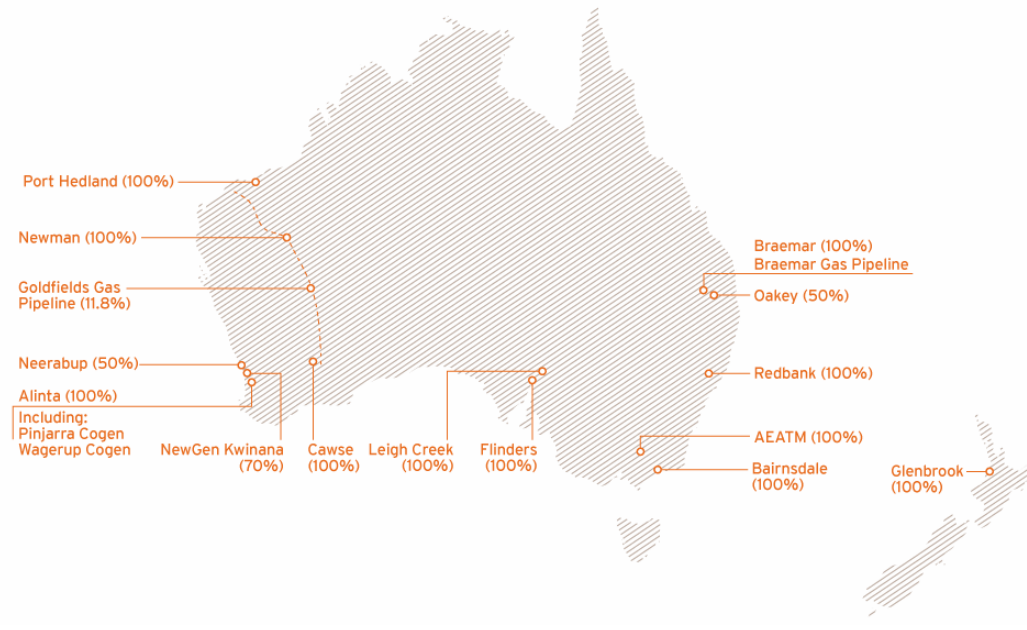 Port Hedland (100%)
Newman (100%)
Goldfields Gas
Pipeline (11.8%)
Neerabup (50%)
Alinta (100%)
Including:
Pinjarra Cogen
Wagerup Cogen
NewGen Kwinana
(70%)
Cawse
(100%)
Leigh Creek
(100%)
Flinders
(100%)
Braemar (100%)
Braemar Gas Pipeline
Oakey (50%)
Redbank (100%)
AEATM (100%)
Bairnsdale
(100%)
Glenbrook
(100%)